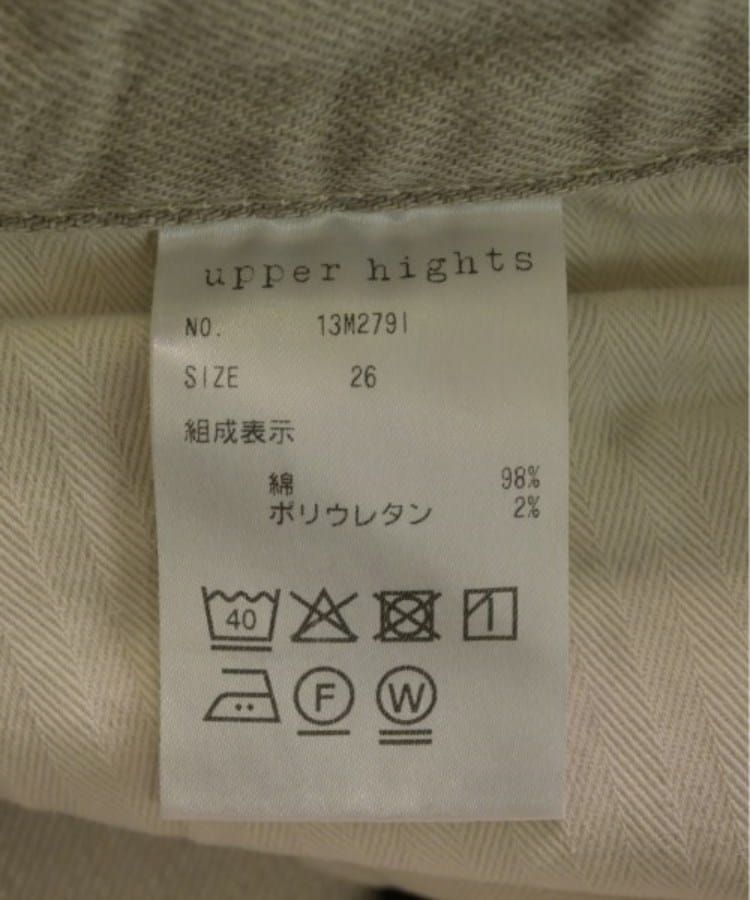 upper hights
NO. 13M2791
SIZE 26
組成表示
綿 98%
ポリウレタン 2%
40
F W